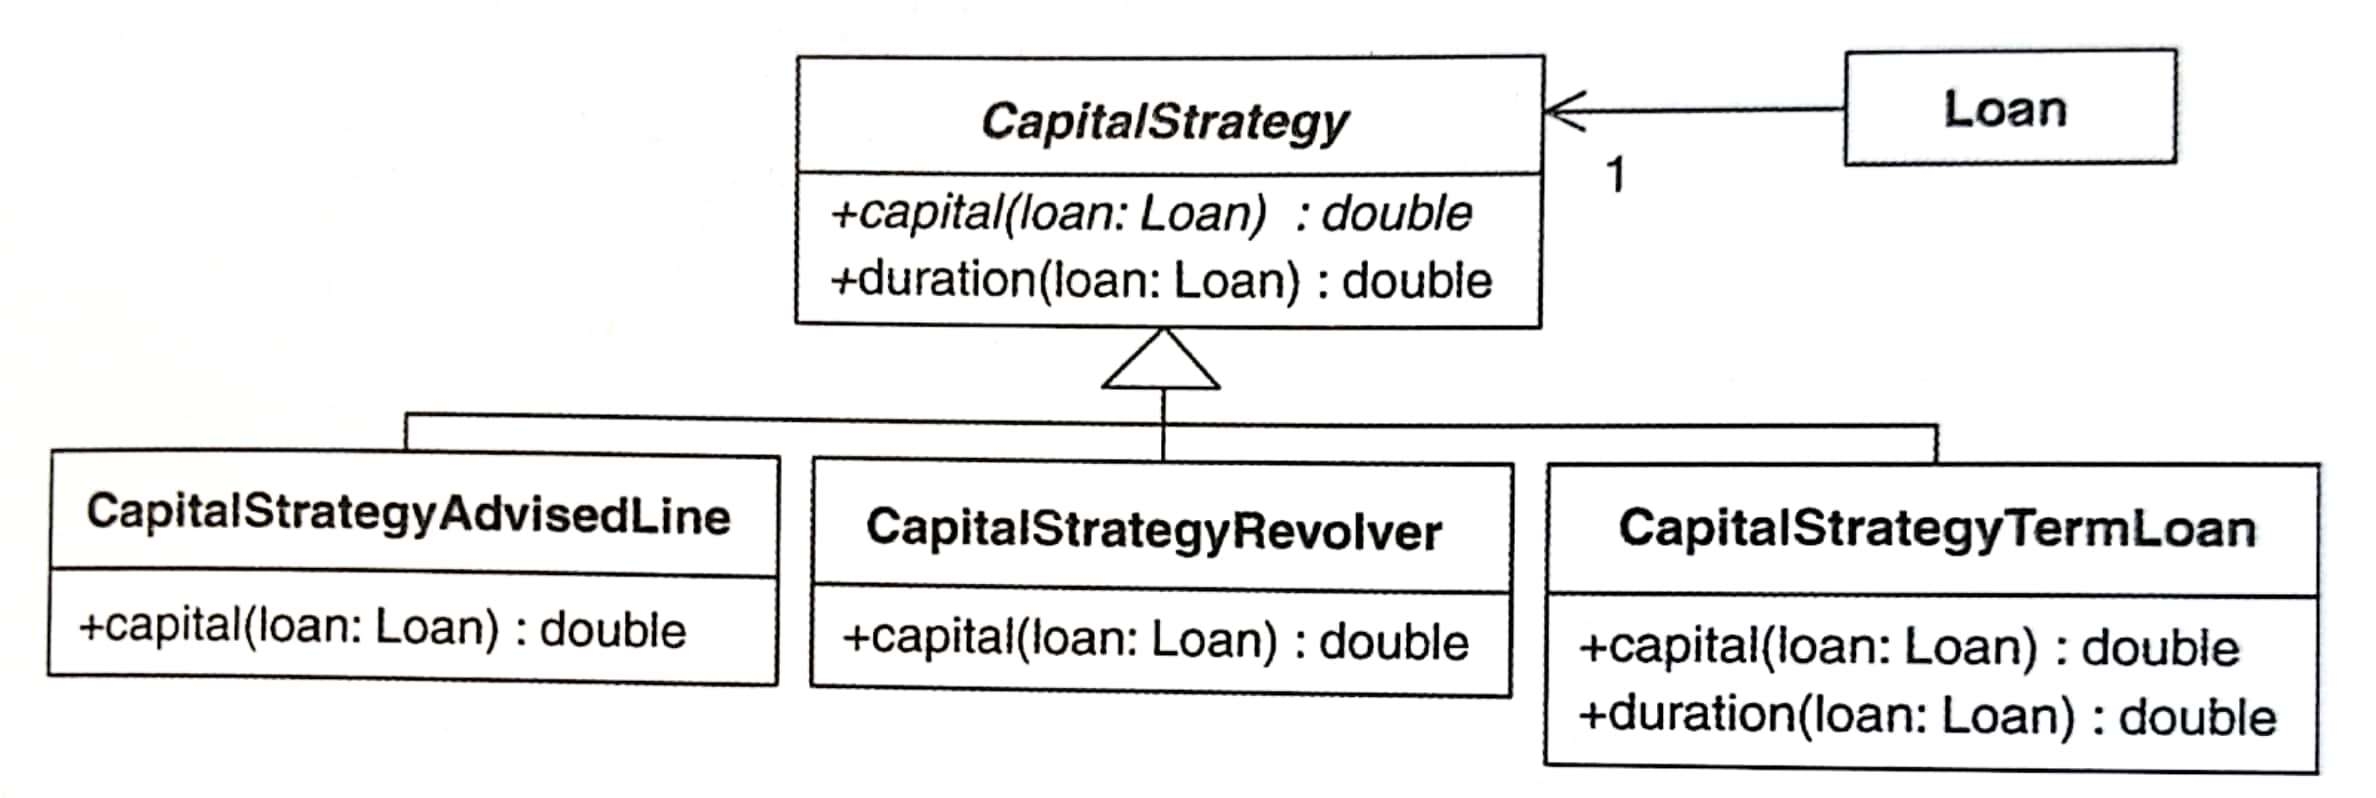 CapitalStrategy
+capital(loan: Loan) : double
+duration(loan: Loan) : double
Loan
1
CapitalStrategyAdvisedLine
+capital(loan: Loan) : double
CapitalStrategyRevolver
+capital(loan: Loan) : double
CapitalStrategyTermLoan
+capital(loan: Loan) : double
+duration(loan: Loan) : double